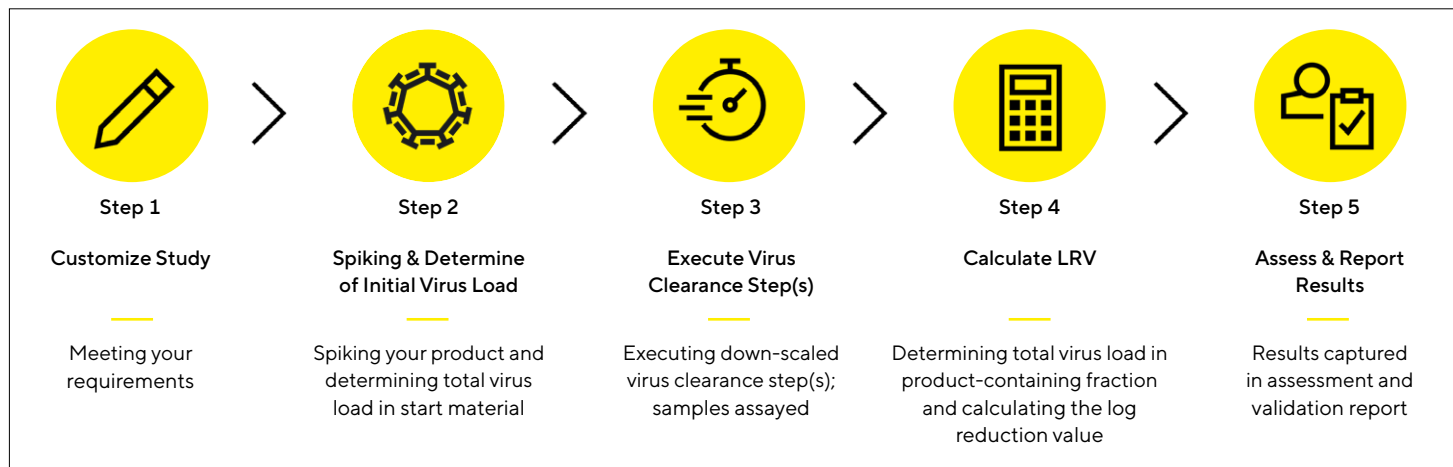 Step 1
Customize Study
Meeting your
requirements
Step 2
Spiking & Determine
of Initial Virus Load
Spiking your product and
determining total virus
load in start material
Step 3
Execute Virus
Clearance Step(s)
Executing down-scaled
virus clearance step(s);
samples assayed
Step 4
Calculate LRV
Determining total virus load in
product-containing fraction
and calculating the log
reduction value
Step 5
Assess & Report
Results
Results captured
in assessment and
validation report